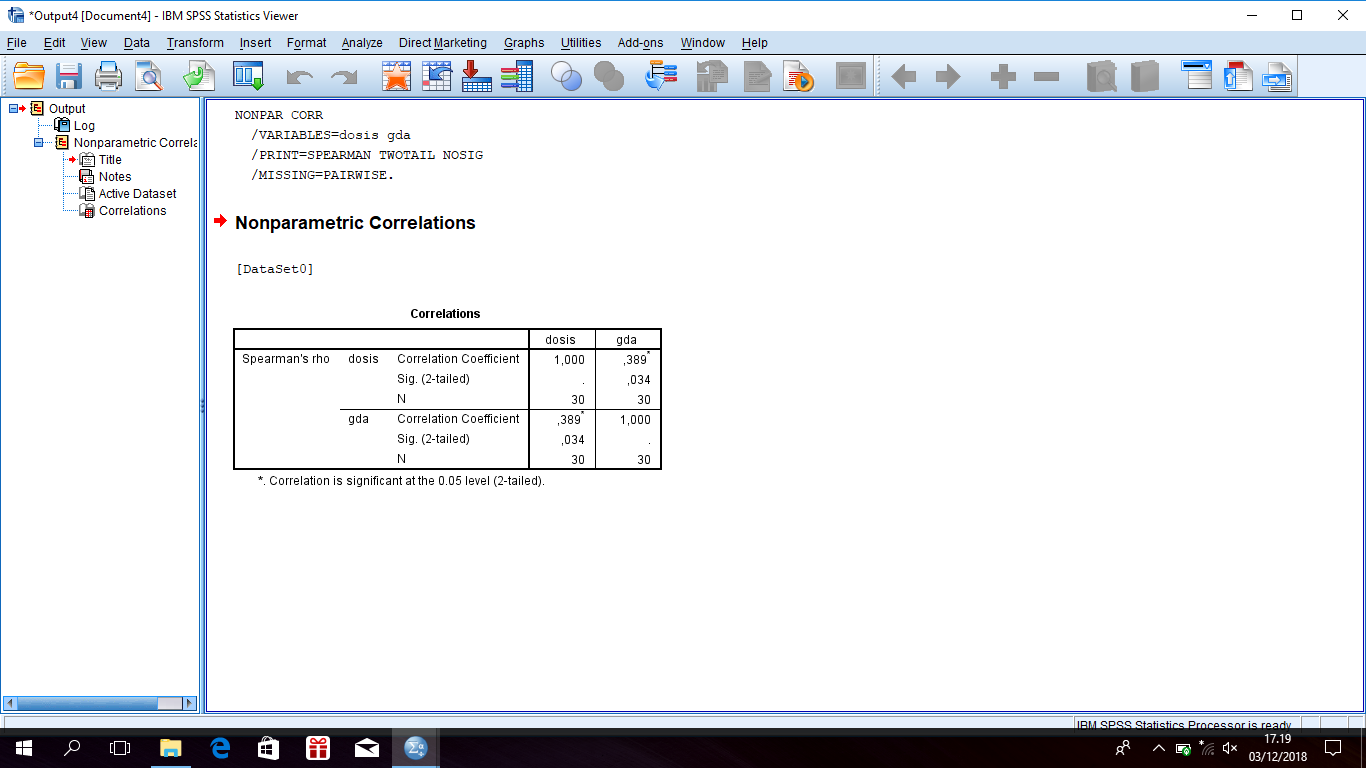 *Output4 [Document4] - IBM SPSS Statistics Viewer
File Edit View Data Transform Insert Format Analyze Direct Marketing Graphs Utilities Add-ons Window Help
Output
Log
Nonparametric Correla
Title
Notes
Active Dataset
Correlations
NONPAR CORR
/VARIABLES=dosis gda
/PRINT=SPEARMAN TWOTAIL NOSIG
/MISSING=PAIRWISE.
Nonparametric Correlations
[DataSet0]
Correlations
dosis gda
Spearman's rho dosis Correlation Coefficient 1,000 ,389*
Sig. (2-tailed) . ,034
N 30 30
gda Correlation Coefficient ,389* 1,000
Sig. (2-tailed) ,034 .
N 30 30
*. Correlation is significant at the 0.05 level (2-tailed).
IBM SPSS Statistics Processor is ready
17.19
03/12/2018